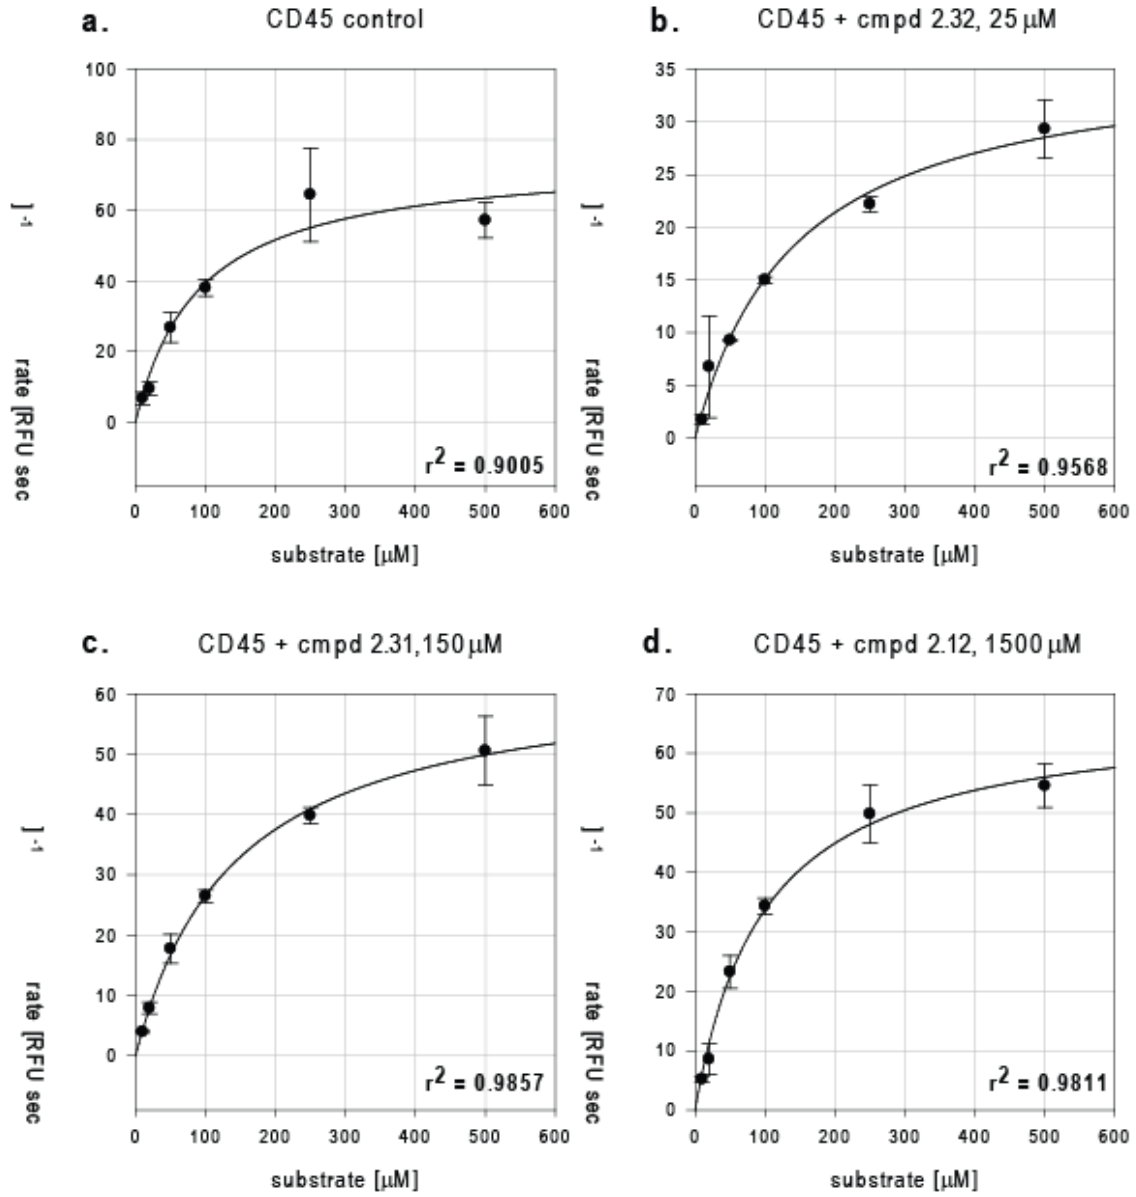 a. CD45 control
100
80
60
40
20
0
rate [RFU sec
] -1
r2 = 0.9005
0 100 200 300 400 500 600
substrate [μM]
b. CD45 + cmpd 2.32, 25 μM
35
30
25
20
15
10
5
0
rate [RFU sec
] -1
r2 = 0.9568
0 100 200 300 400 500 600
substrate [μM]
c. CD45 + cmpd 2.31,150 μM
60
50
40
30
20
10
0
rate [RFU sec
] -1
r2 = 0.9857
0 100 200 300 400 500 600
substrate [μM]
d. CD45 + cmpd 2.12, 1500 μM
70
60
50
40
30
20
10
0
rate [RFU sec
] -1
r2 = 0.9811
0 100 200 300 400 500 600
substrate [μM]